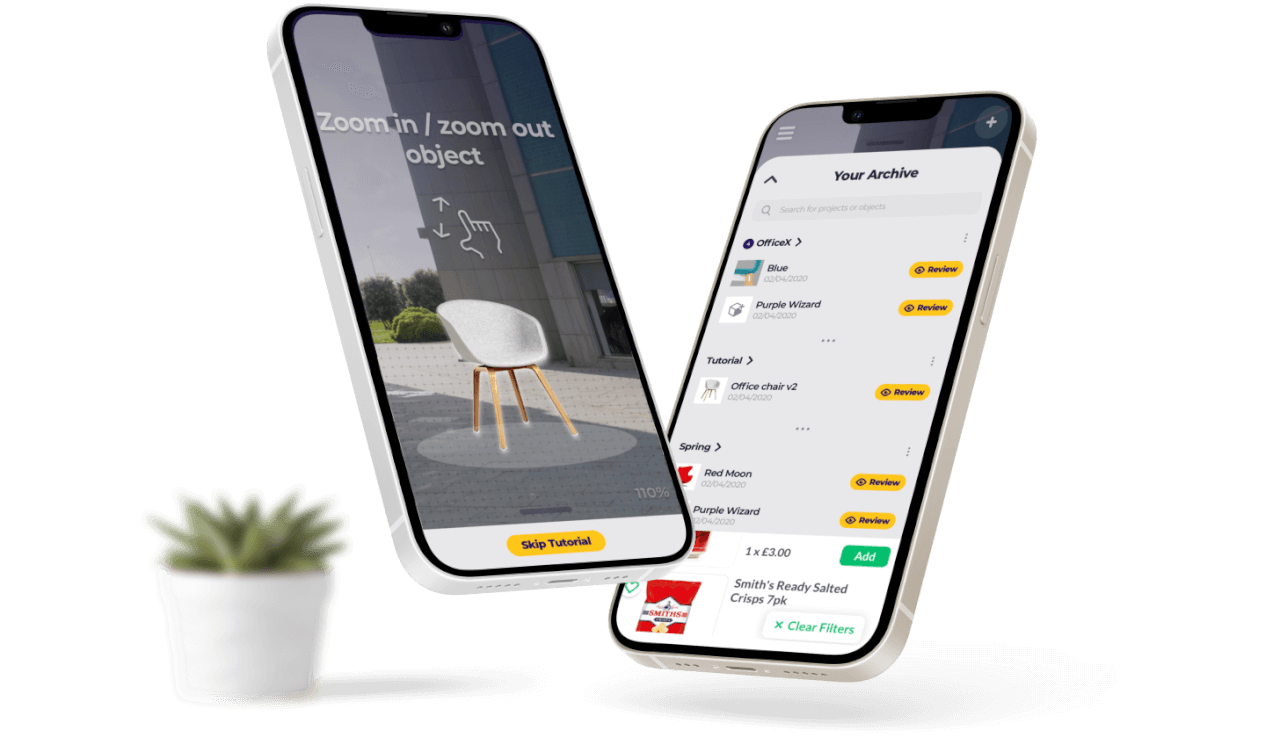 Zoom in / zoom out
object
110%
Skip Tutorial
Your Archive
Search for projects or objects
4 OfficeX
Blue
02/04/2020
Review
Purple Wizard
02/04/2020
Review
Tutorial
Office chair v2
02/04/2020
Review
Spring
Red Moon
02/04/2020
Review
Purple Wizard
02/04/2020
Review
1 x £3.00
Add
Smith's Ready Salted
Crisps 7pk
SMITHS
Clear Filters